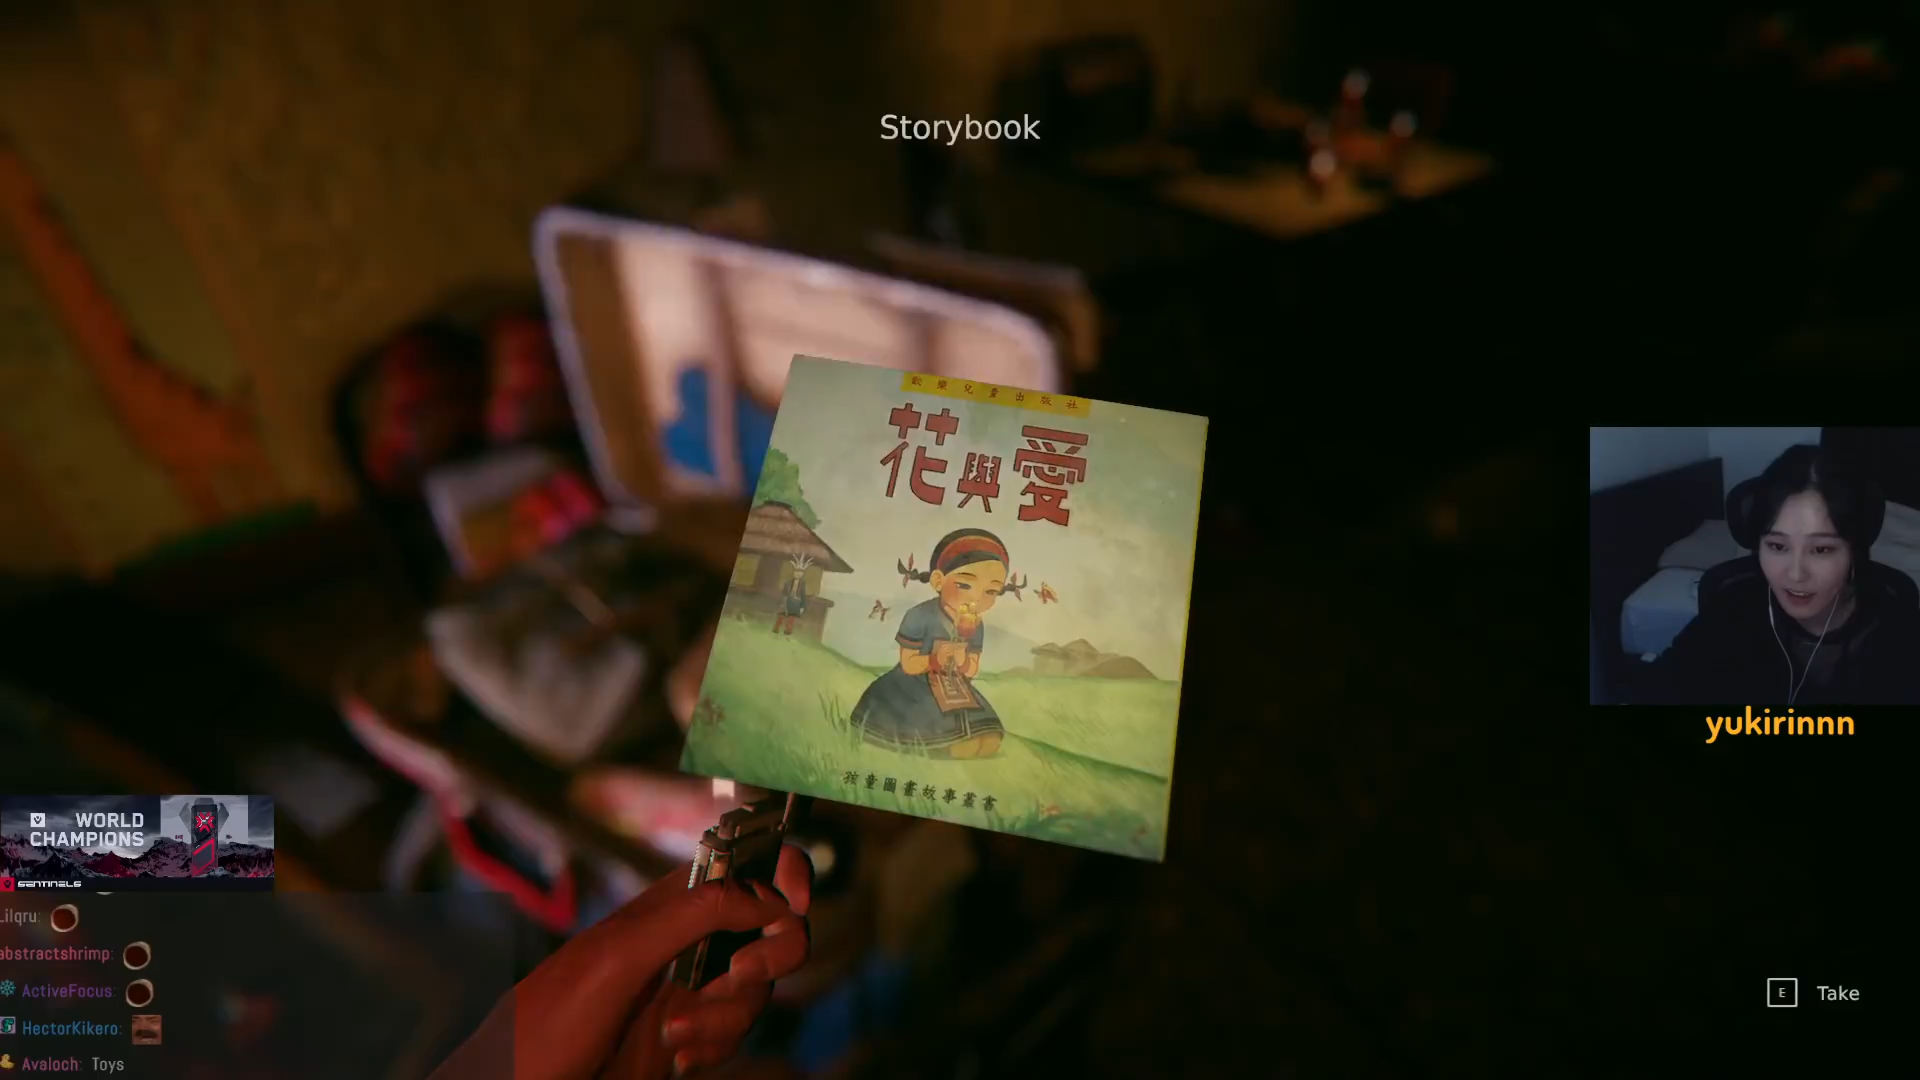 Storybook
歡樂兒童出版社
花與愛
孩童圖畫故事叢書
yukirinnn
WORLD
CHAMPIONS
SENTINELS
Lilqru:
abstractshrimp:
ActiveFocus:
HectorKikero:
Avaloch: Toys
E Take